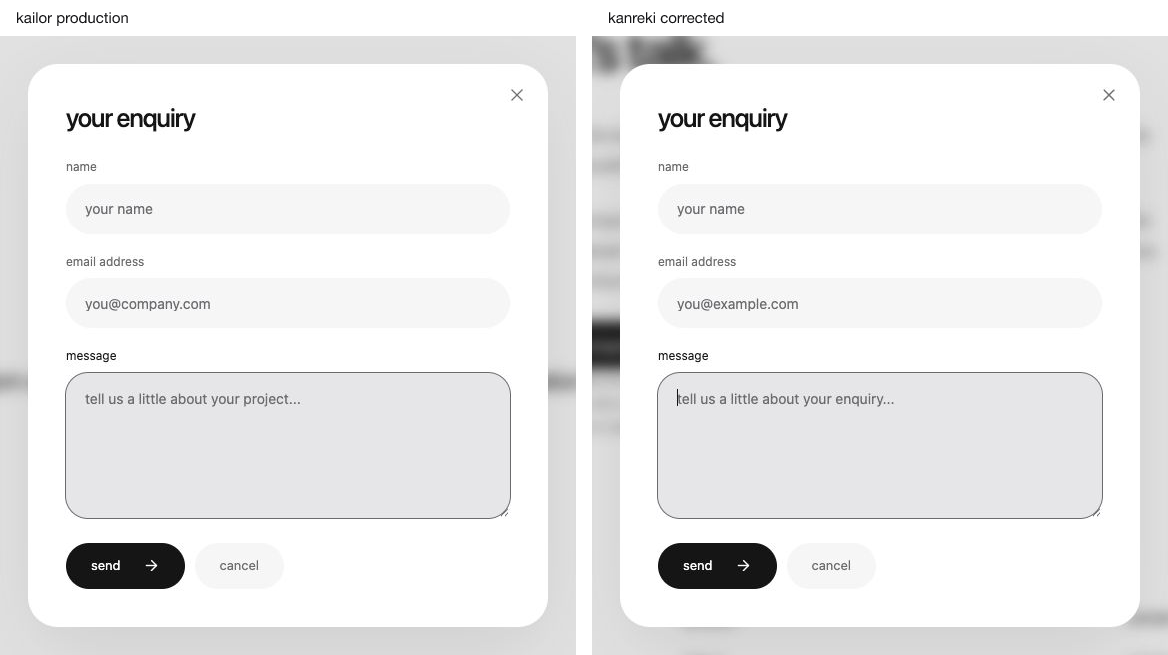 kailor production
your enquiry
name
your name
email address
you@company.com
message
tell us a little about your project...
send
cancel
kanreki corrected
your enquiry
name
your name
email address
you@example.com
message
tell us a little about your enquiry...
send
cancel